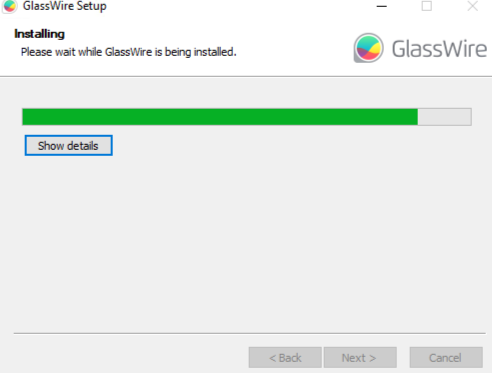 GlassWire Setup
Installing
Please wait while GlassWire is being installed.
GlassWire
Show details
< Back
Next >
Cancel